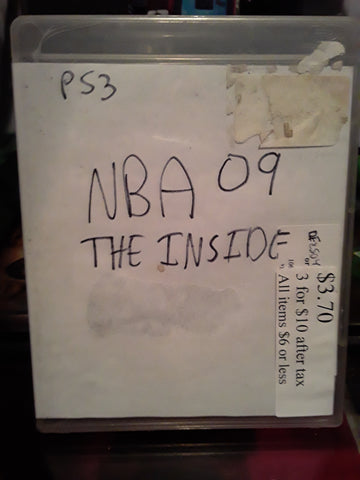 PS3
NBA 09
THE INSIDE
$3.70
3 for $10 after tax
All items $6 or less